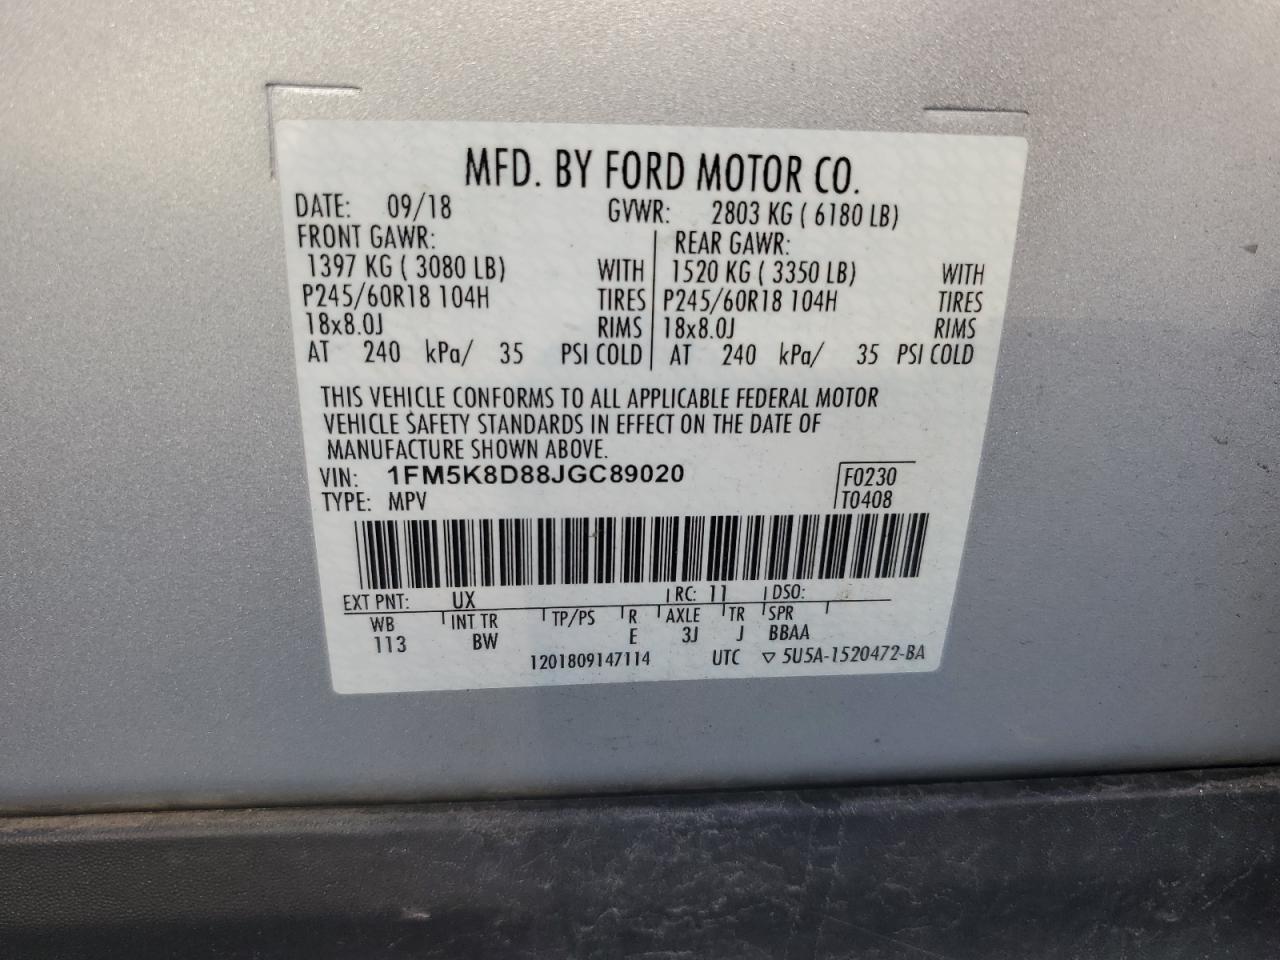 MFD. BY FORD MOTOR CO.
DATE: 09/18 GVWR: 2803 KG ( 6180 LB)
FRONT GAWR: REAR GAWR:
1397 KG ( 3080 LB) WITH 1520 KG ( 3350 LB) WITH
P245/60R18 104H TIRES P245/60R18 104H TIRES
18x8.0J RIMS 18x8.0J RIMS
AT 240 kPa/ 35 PSI COLD AT 240 kPa/ 35 PSI COLD
THIS VEHICLE CONFORMS TO ALL APPLICABLE FEDERAL MOTOR
VEHICLE SAFETY STANDARDS IN EFFECT ON THE DATE OF
MANUFACTURE SHOWN ABOVE.
VIN: 1FM5K8D88JGC89020 F0230
TYPE: MPV T0408
EXT PNT: UX RC: 11 DSO:
WB INT TR TP/PS R AXLE TR SPR
113 BW E 3J J BBAA
1201809147114 UTC ▽ 5U5A-1520472-BA